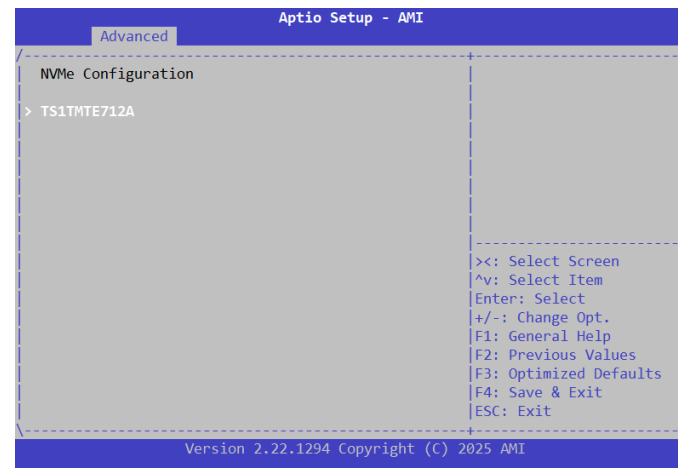 Aptio Setup - AMI
Advanced
NVMe Configuration
> TS1TMTE712A
><: Select Screen
^v: Select Item
Enter: Select
+/-: Change Opt.
F1: General Help
F2: Previous Values
F3: Optimized Defaults
F4: Save & Exit
ESC: Exit
Version 2.22.1294 Copyright (C) 2025 AMI